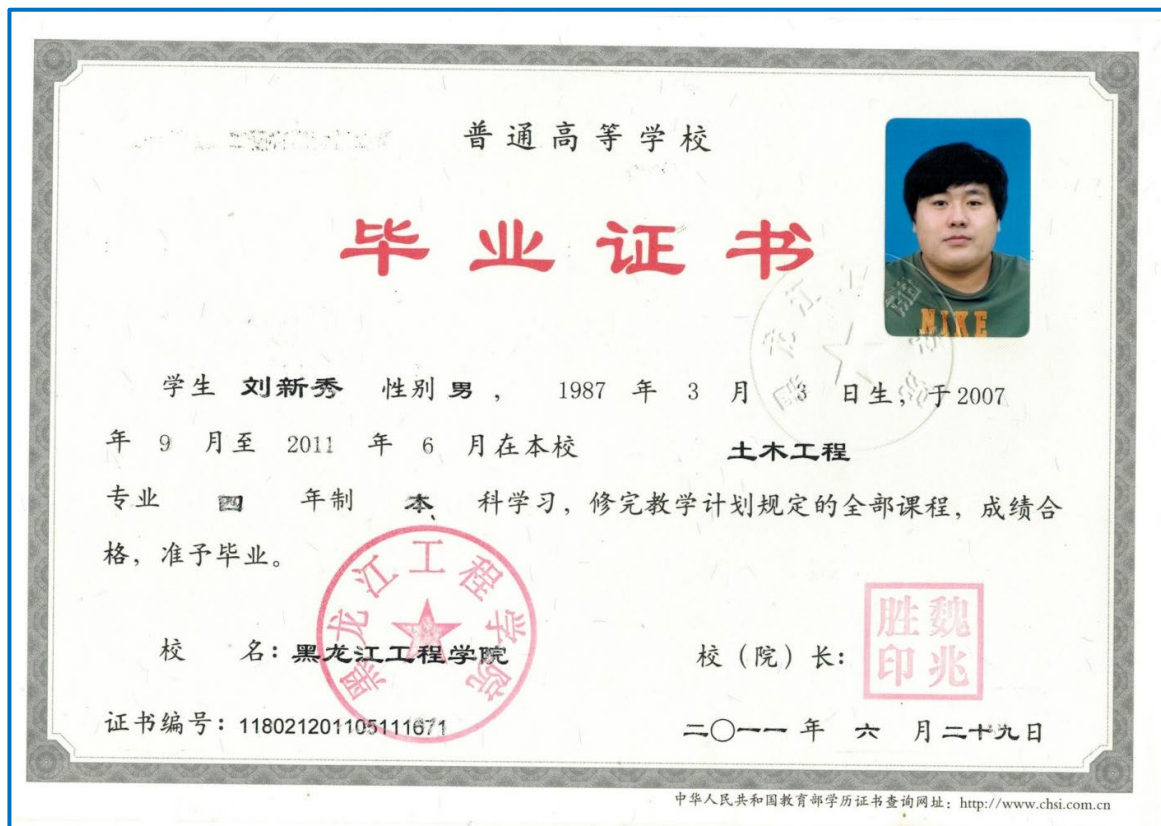 普通高等学校
毕业证书
NIKE
学生 刘新秀 性别 男 , 1987 年 3 月 3 日生, 于2007
年 9 月至 2011 年 6 月在本校 土木工程
专业 四 年制 本 科学习, 修完教学计划规定的全部课程, 成绩合
格, 准予毕业。
黑龙江工程学院
校 名: 黑龙江工程学院
校(院)长:
魏兆胜印
证书编号: 118021201105111671
二〇一一 年 六 月二十九日
中华人民共和国教育部学历证书查询网址: http://www.chsi.com.cn